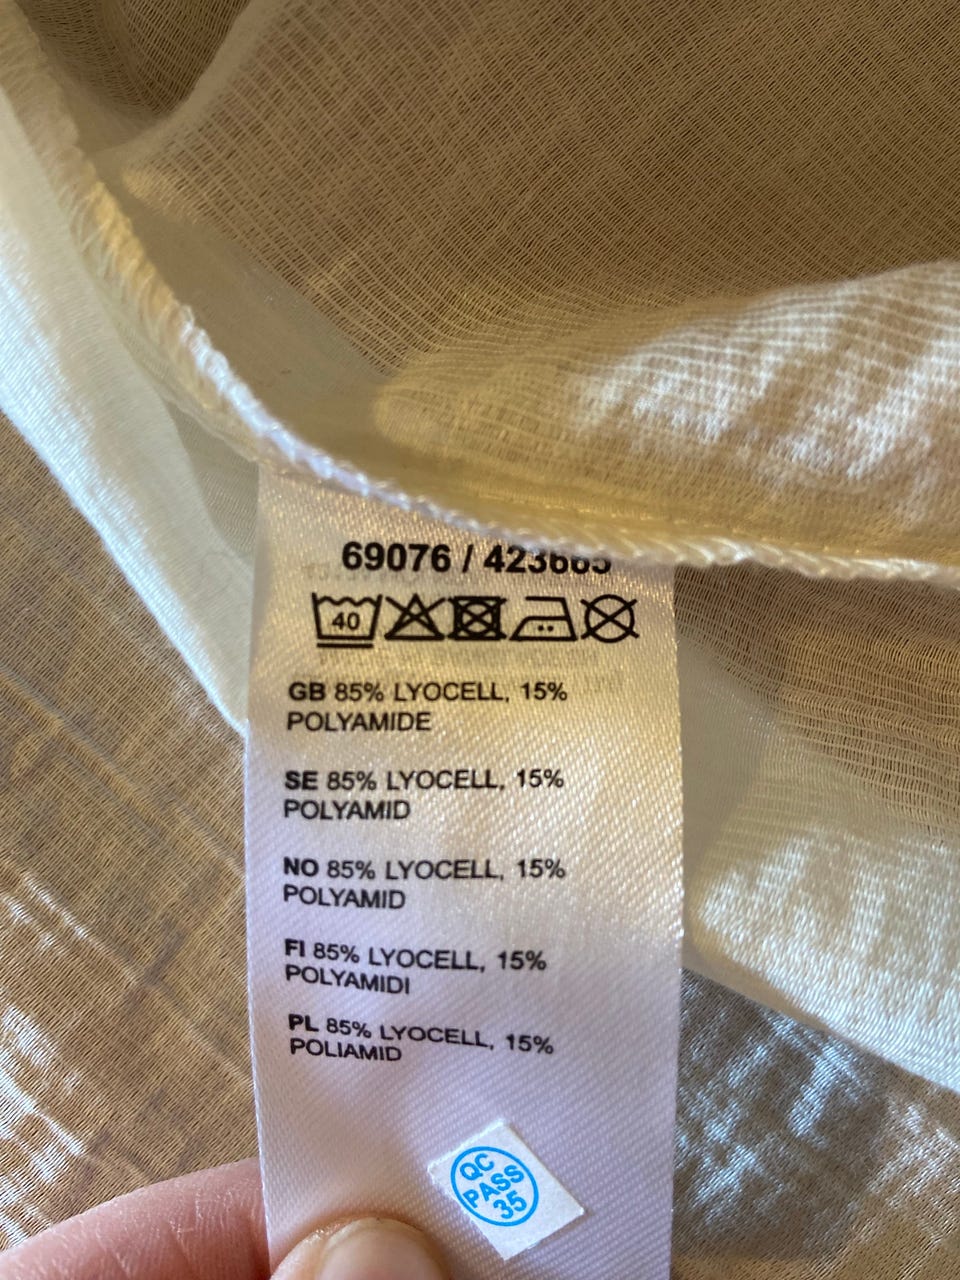 69076 / 423665
40
GB 85% LYOCELL, 15%
POLYAMIDE
SE 85% LYOCELL, 15%
POLYAMID
NO 85% LYOCELL, 15%
POLYAMID
FI 85% LYOCELL, 15%
POLYAMIDI
PL 85% LYOCELL, 15%
POLIAMID
QC
PASS
35